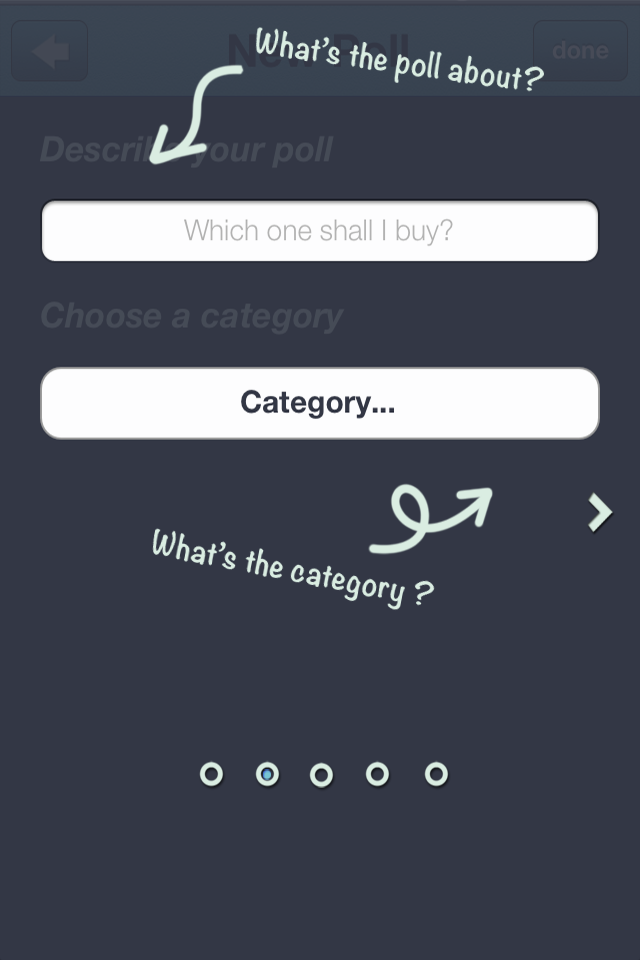 New Poll
done
What's the poll about?
Describe your poll
Which one shall I buy?
Choose a category
Category...
What's the category ?